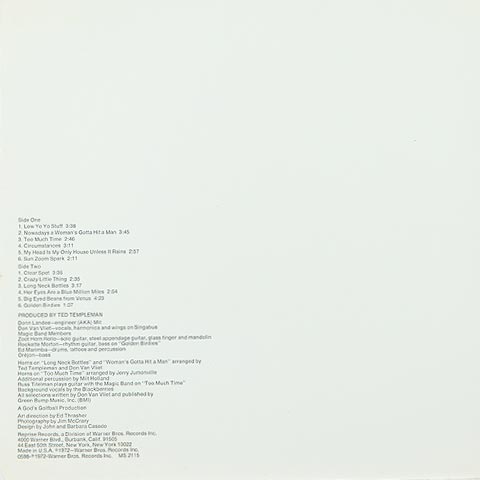 Side One
1. Low Yo Yo Stuff 3:38
2. Nowadays a Woman's Gotta Hit a Man 3:45
3. Too Much Time 2:46
4. Circumstances 3:11
5. My Head Is My Only House Unless It Rains 2:57
6. Sun Zoom Spark 2:11
Side Two
1. Clear Spot 3:35
2. Crazy Little Thing 2:35
3. Long Neck Bottles 3:17
4. Her Eyes Are a Blue Million Miles 2:54
5. Big Eyed Beans from Venus 4:23
6. Golden Birdies 1:37
PRODUCED BY TED TEMPLEMAN
Donn Landee—engineer (AKA) Mit
Don Van Vliet—vocals, harmonica and wings on Singabus
Magic Band Members
Zoot Horn Rollo—solo guitar, steel appendage guitar, glass finger and mandolin
Rockette Morton—rhythm guitar, bass on "Golden Birdies"
Ed Marimba—drums, tattoos and percussion
Orejon—bass
Horns on "Long Neck Bottles" and "Woman's Gotta Hit a Man" arranged by
Ted Templeman and Don Van Vliet
Horns on "Too Much Time" arranged by Jerry Jumonville
Additional percussion by Milt Holland
Russ Titelman plays guitar with the Magic Band on "Too Much Time"
Background vocals by the Blackberries
All selections written by Don Van Vliet and published by
Green Bump Music, Inc. (BMI)
A God's Golfball Production
Art direction by Ed Thrasher
Photography by Jim McCrary
Design by John and Barbara Casado
Reprise Records, a Division of Warner Bros. Records Inc.
4000 Warner Blvd., Burbank, Calif. 91505
44 East 50th Street, New York, New York 10022
Made in U.S.A. ©1972—Warner Bros. Records Inc.
0598 ℗1972—Warner Bros. Records Inc. MS 2115